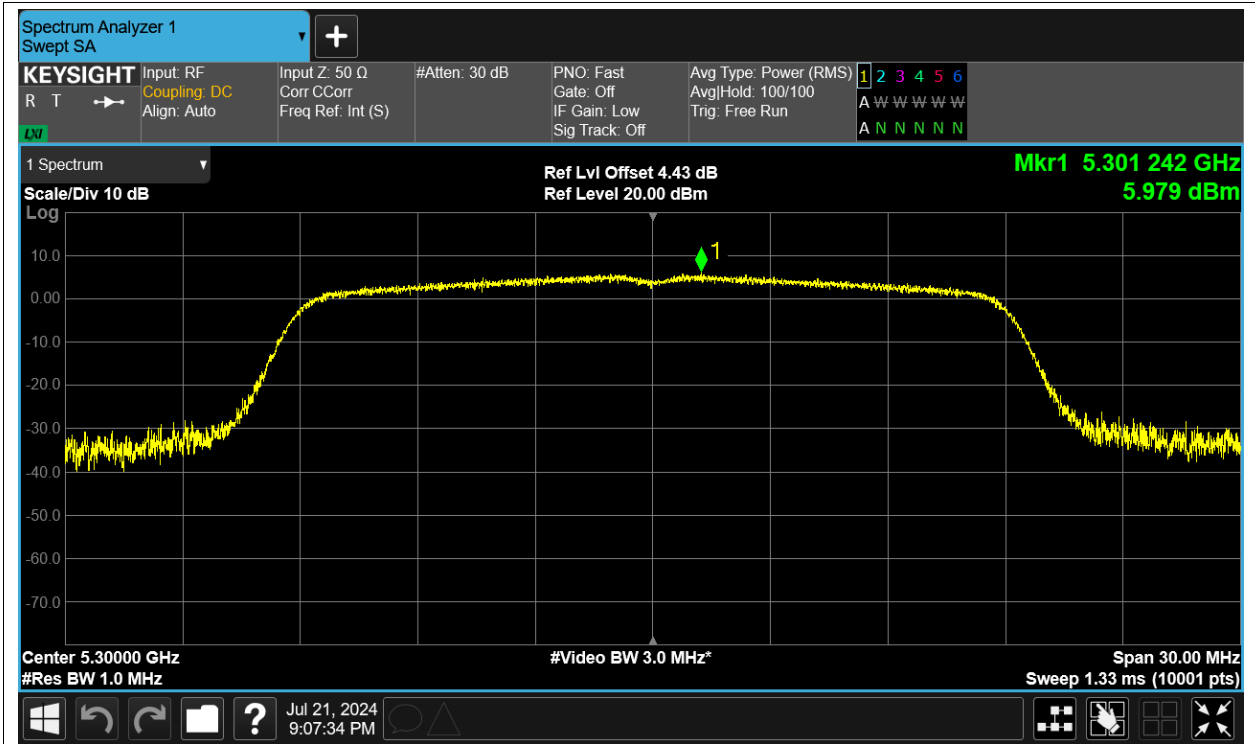 Spectrum Analyzer 1
Swept SA
KEYSIGHT
R T
LXI
Input: RF
Coupling: DC
Align: Auto
Input Z: 50 Ω
Corr CCorr
Freq Ref: Int (S)
#Atten: 30 dB
PNO: Fast
Gate: Off
IF Gain: Low
Sig Track: Off
Avg Type: Power (RMS)
Avg|Hold: 100/100
Trig: Free Run
1 2 3 4 5 6
A W W W W W
A N N N N N
1 Spectrum
Scale/Div 10 dB
Log
Ref Lvl Offset 4.43 dB
Ref Level 20.00 dBm
Mkr1 5.301 242 GHz
5.979 dBm
1
10.0
0.00
-10.0
-20.0
-30.0
-40.0
-50.0
-60.0
-70.0
Center 5.30000 GHz
#Res BW 1.0 MHz
#Video BW 3.0 MHz*
Span 30.00 MHz
Sweep 1.33 ms (10001 pts)
?
Jul 21, 2024
9:07:34 PM